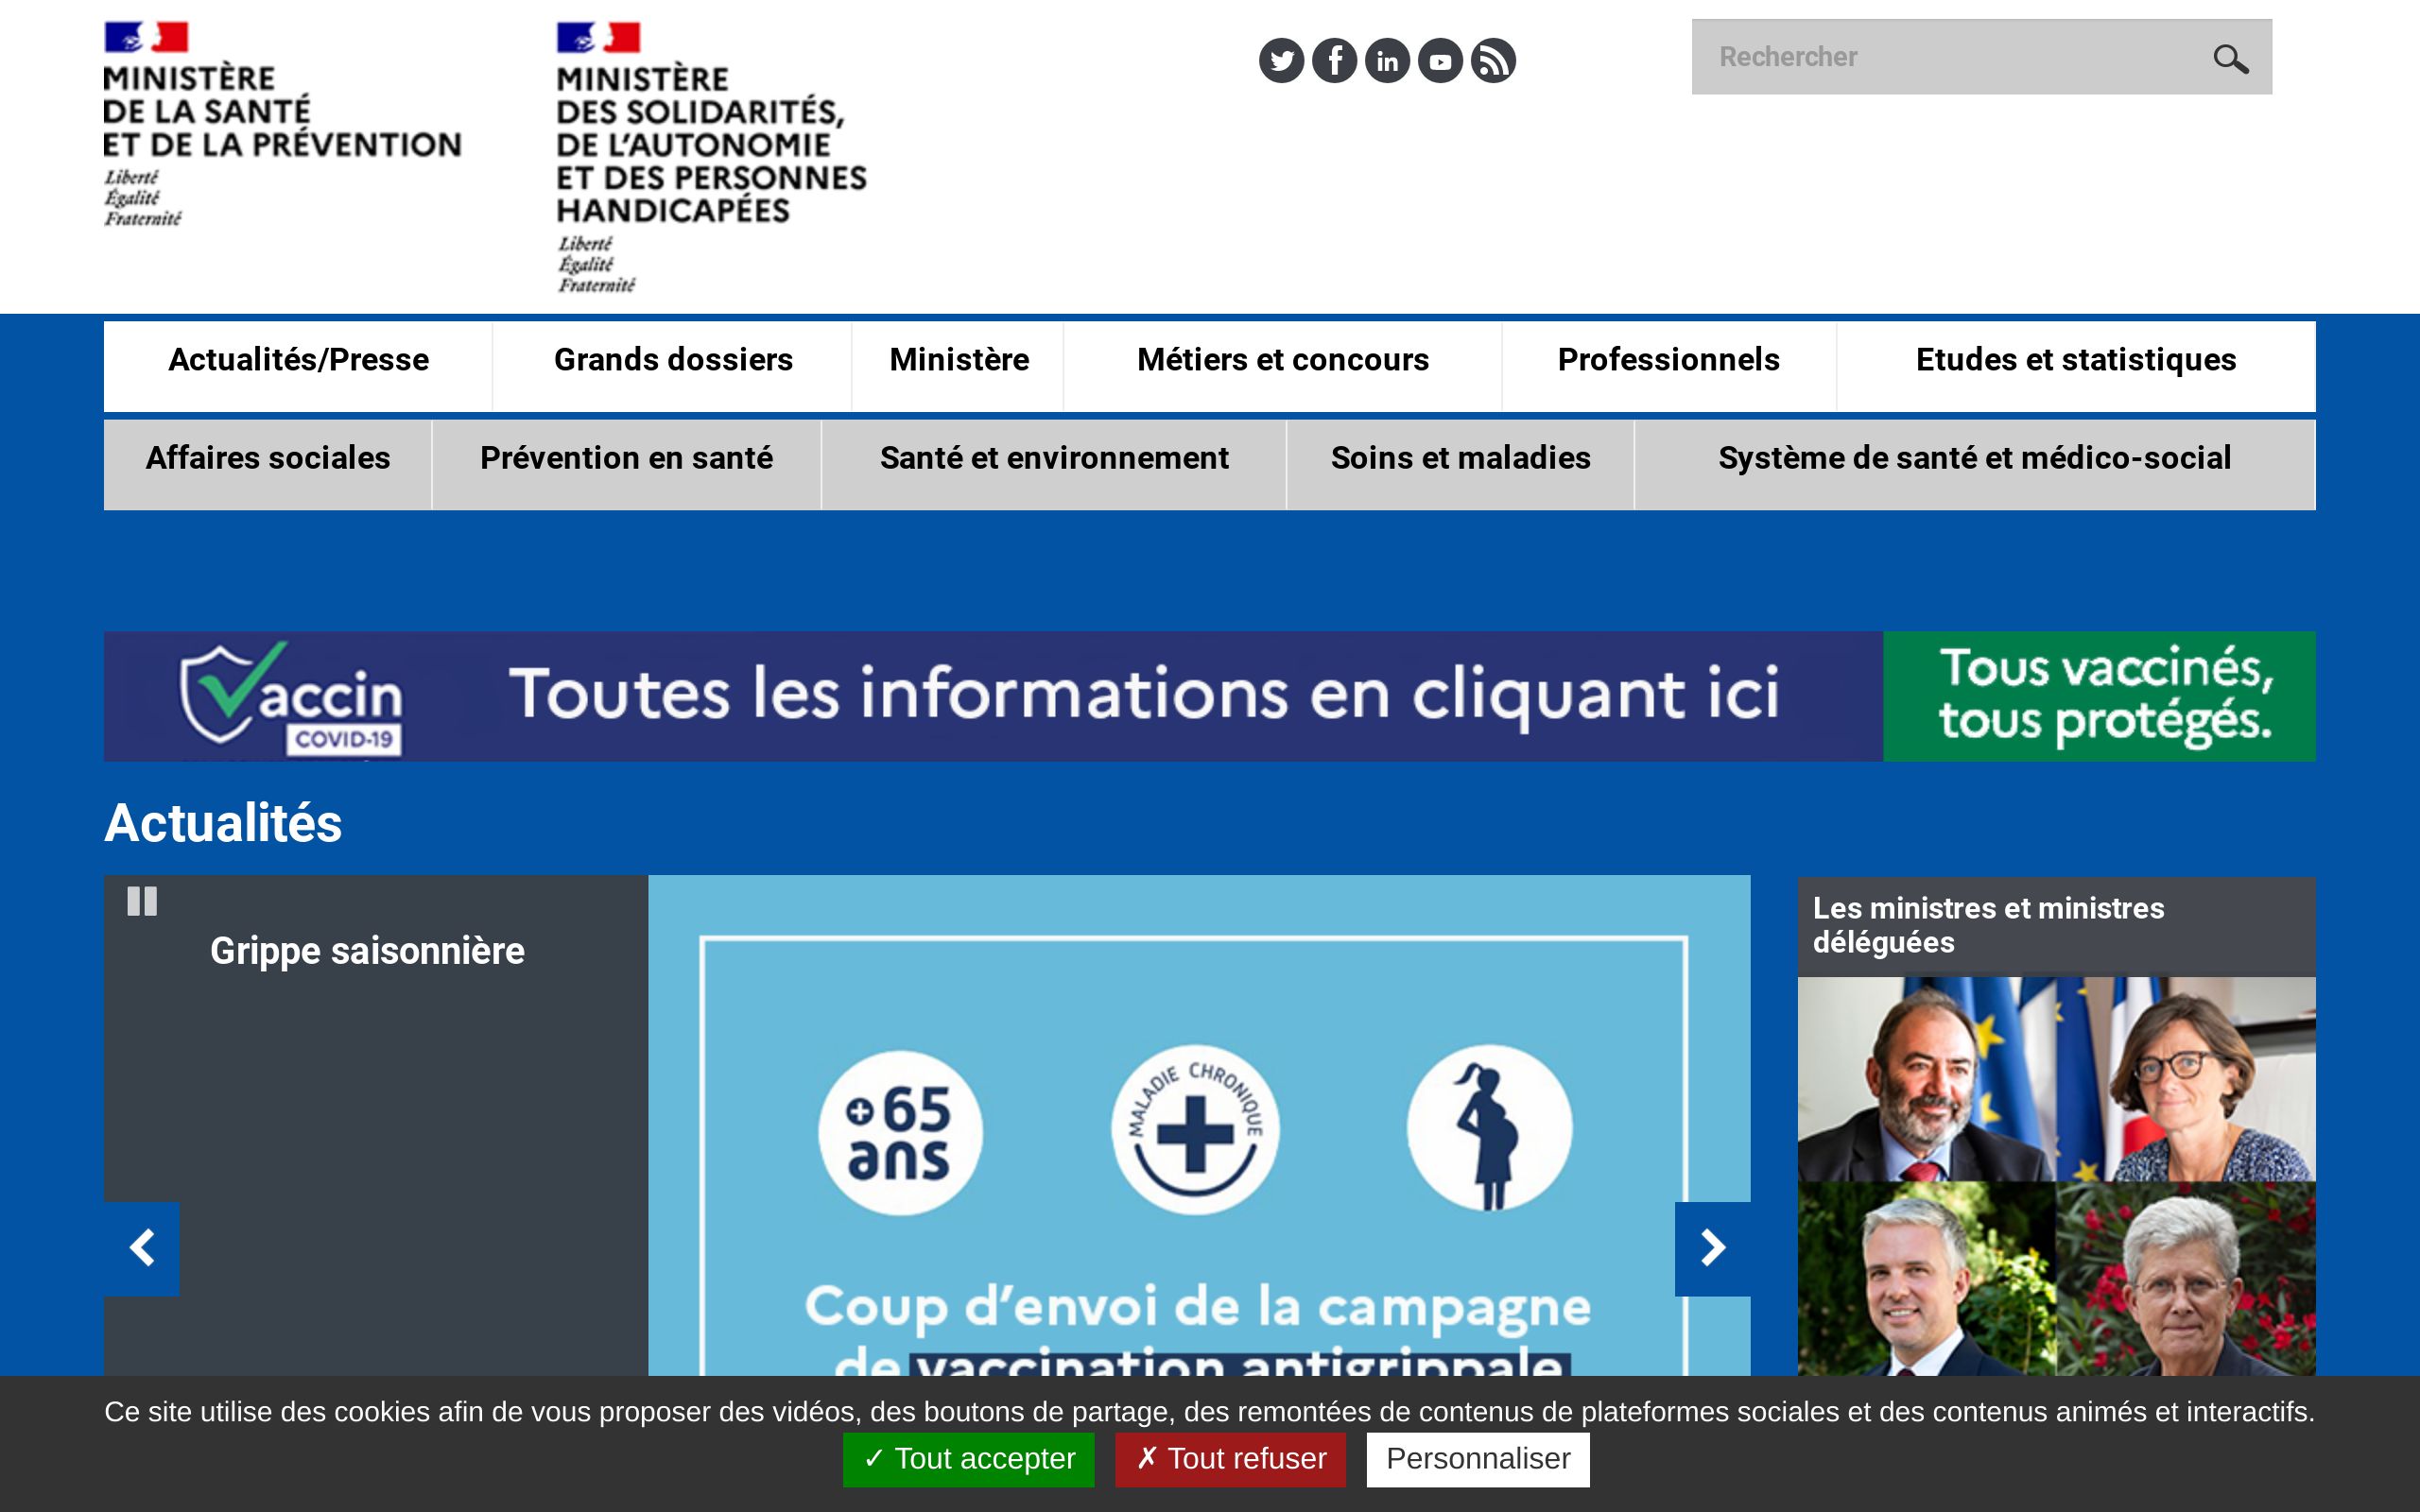 MINISTÈRE
DE LA SANTÉ
ET DE LA PRÉVENTION
Liberté
Égalité
Fraternité
MINISTÈRE
DES SOLIDARITÉS,
DE L'AUTONOMIE
ET DES PERSONNES
HANDICAPÉES
Liberté
Égalité
Fraternité
Rechercher
Actualités/Presse
Grands dossiers
Ministère
Métiers et concours
Professionnels
Etudes et statistiques
Affaires sociales
Prévention en santé
Santé et environnement
Soins et maladies
Système de santé et médico-social
Vaccin
COVID-19
Toutes les informations en cliquant ici
Tous vaccinés,
tous protégés.
Actualités
Grippe saisonnière
+65
ans
MALADIE CHRONIQUE
Coup d'envoi de la campagne
de vaccination antigrippale
Les ministres et ministres
déléguées
Ce site utilise des cookies afin de vous proposer des vidéos, des boutons de partage, des remontées de contenus de plateformes sociales et des contenus animés et interactifs.
✓ Tout accepter
✗ Tout refuser
Personnaliser